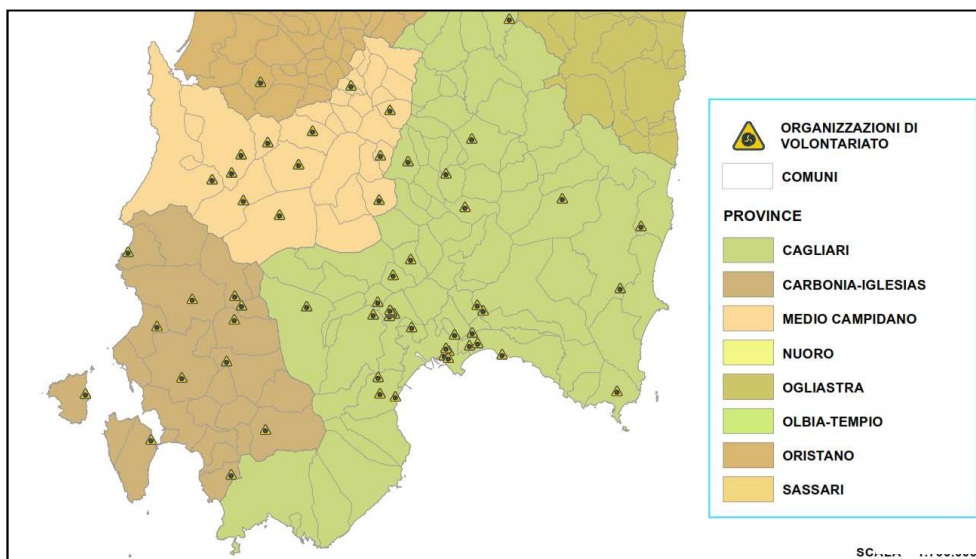 ORGANIZZAZIONI DI
VOLONTARIATO
COMUNI
PROVINCE
CAGLIARI
CARBONIA-IGLESIAS
MEDIO CAMPIDANO
NUORO
OGLIASTRA
OLBIA-TEMPIO
ORISTANO
SASSARI